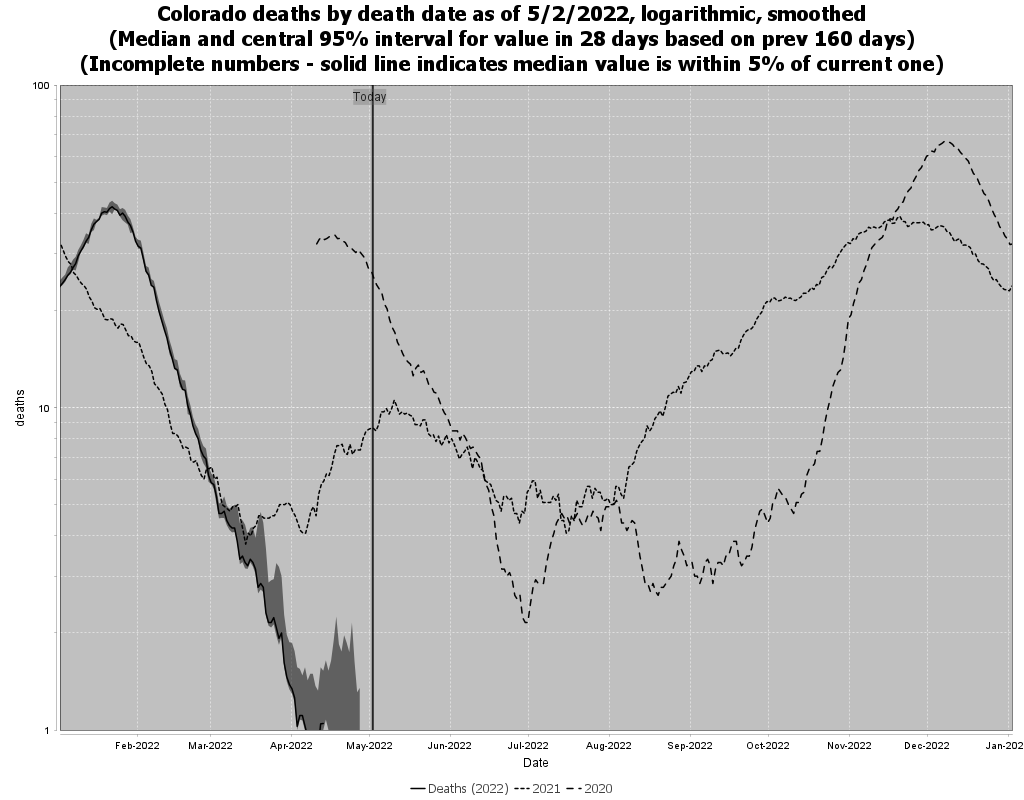 Colorado deaths by death date as of 5/2/2022, logarithmic, smoothed
(Median and central 95% interval for value in 28 days based on prev 160 days)
(Incomplete numbers - solid line indicates median value is within 5% of current one)
100
Today
deaths
10
1
Feb-2022 Mar-2022 Apr-2022 May-2022 Jun-2022 Jul-2022 Aug-2022 Sep-2022 Oct-2022 Nov-2022 Dec-2022 Jan-202
Date
Deaths (2022) 2021 2020